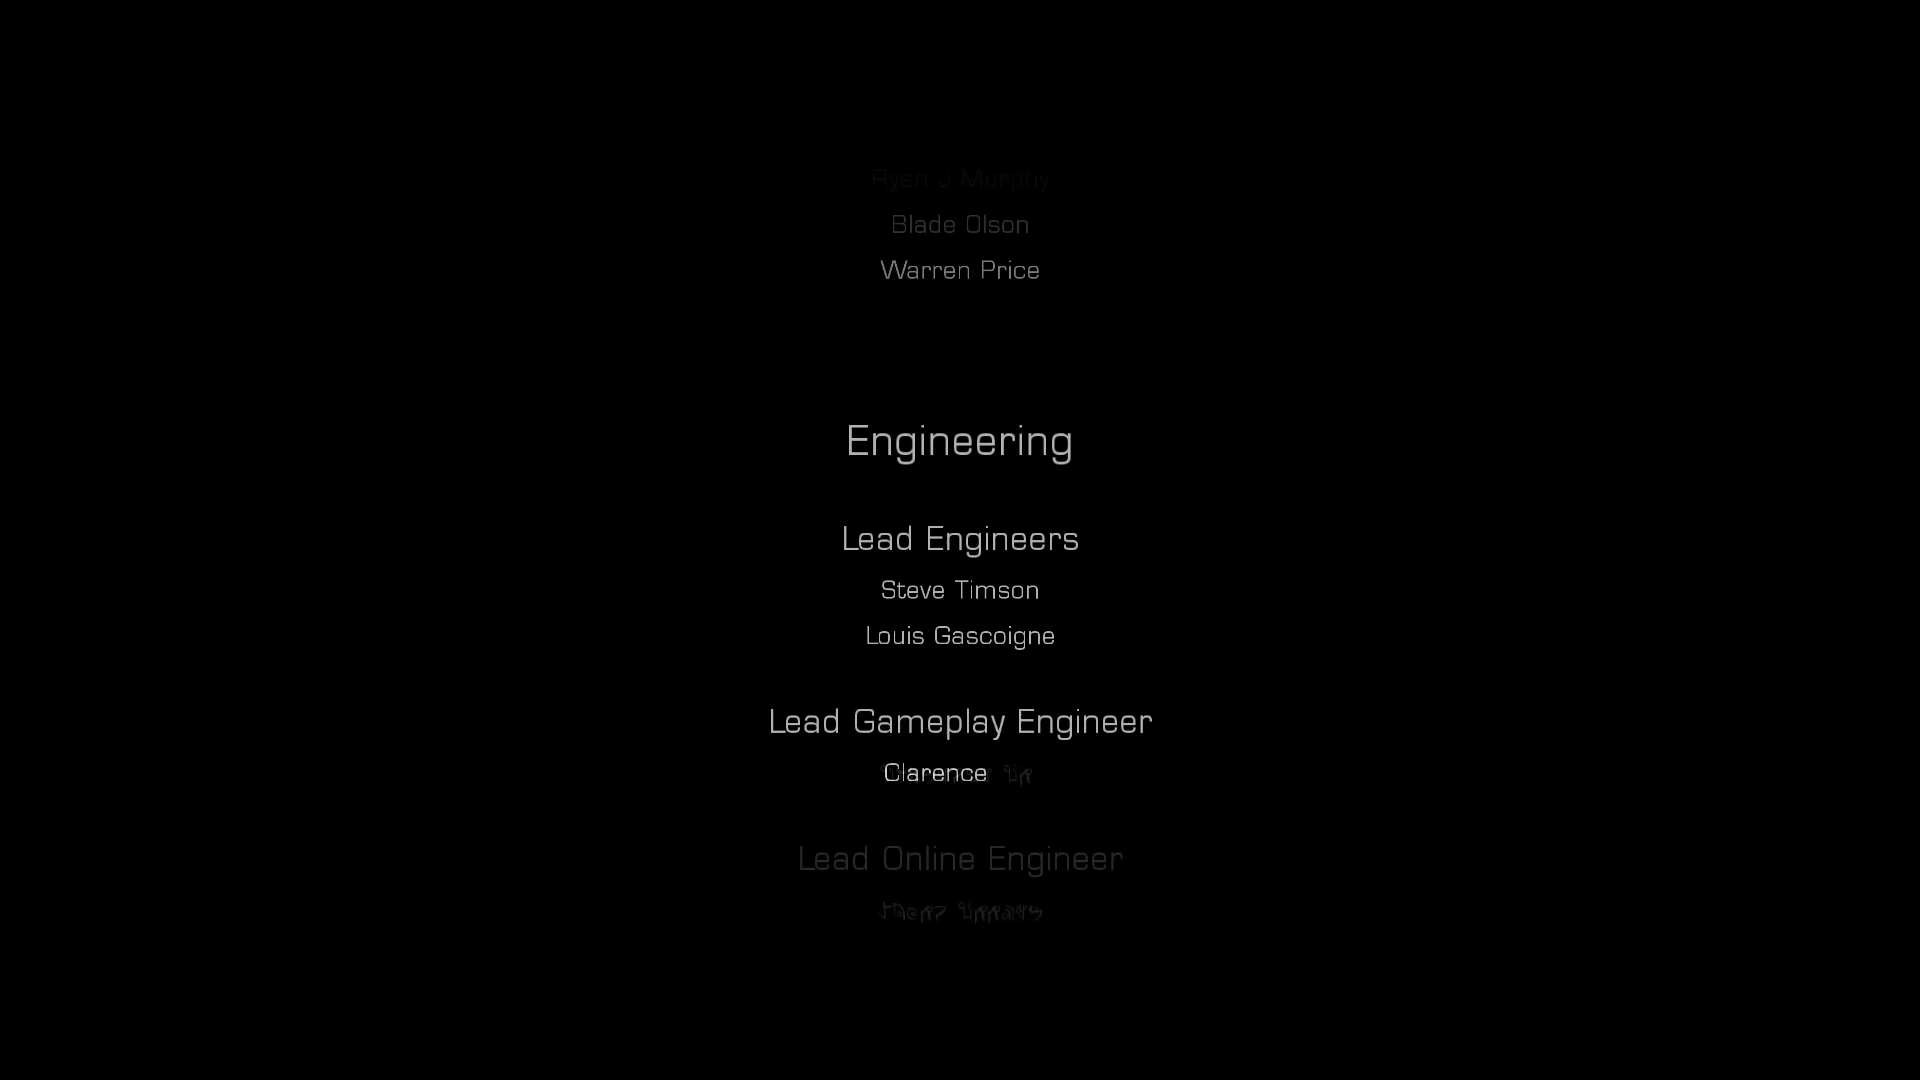 Ryan J Murphy
Blade Olson
Warren Price
Engineering
Lead Engineers
Steve Timson
Louis Gascoigne
Lead Gameplay Engineer
Clarence
Lead Online Engineer